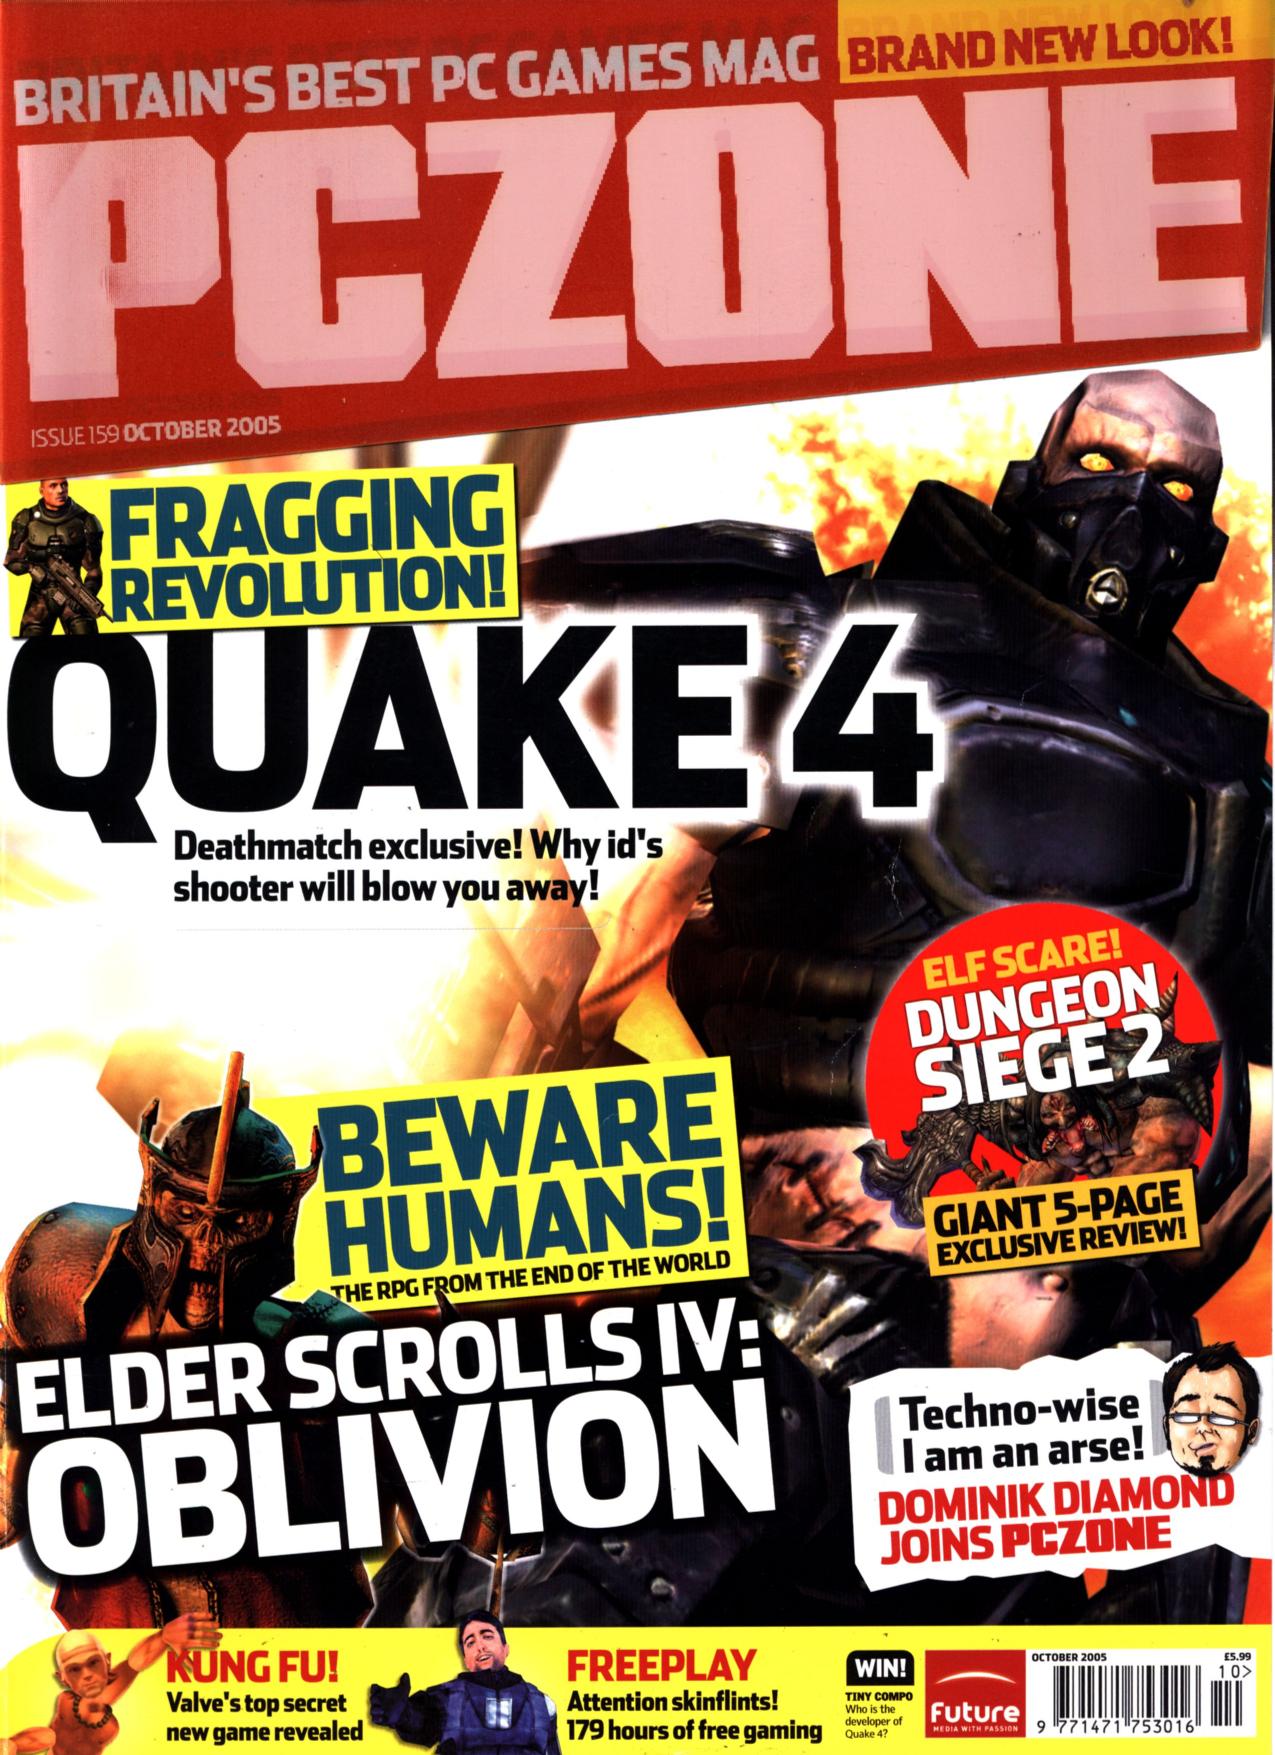 BRITAIN'S BEST PC GAMES MAG
BRAND NEW LOOK!
PCZONE
ISSUE 159 OCTOBER 2005
FRAGGING
REVOLUTION!
QUAKE 4
Deathmatch exclusive! Why id's
shooter will blow you away!
ELF SCARE!
DUNGEON
SIEGE 2
GIANT 5-PAGE
EXCLUSIVE REVIEW!
BEWARE
HUMANS!
THE RPG FROM THE END OF THE WORLD
ELDER SCROLLS IV:
OBLIVION
Techno-wise
I am an arse!
DOMINIK DIAMOND
JOINS PCZONE
KUNG FU!
Valve's top secret
new game revealed
FREEPLAY
Attention skinflints!
179 hours of free gaming
WIN!
TINY COMPO
Who is the
developer of
Quake 4?
Future
MEDIA WITH PASSION
OCTOBER 2005
£5.99
10>
9 771471 753016